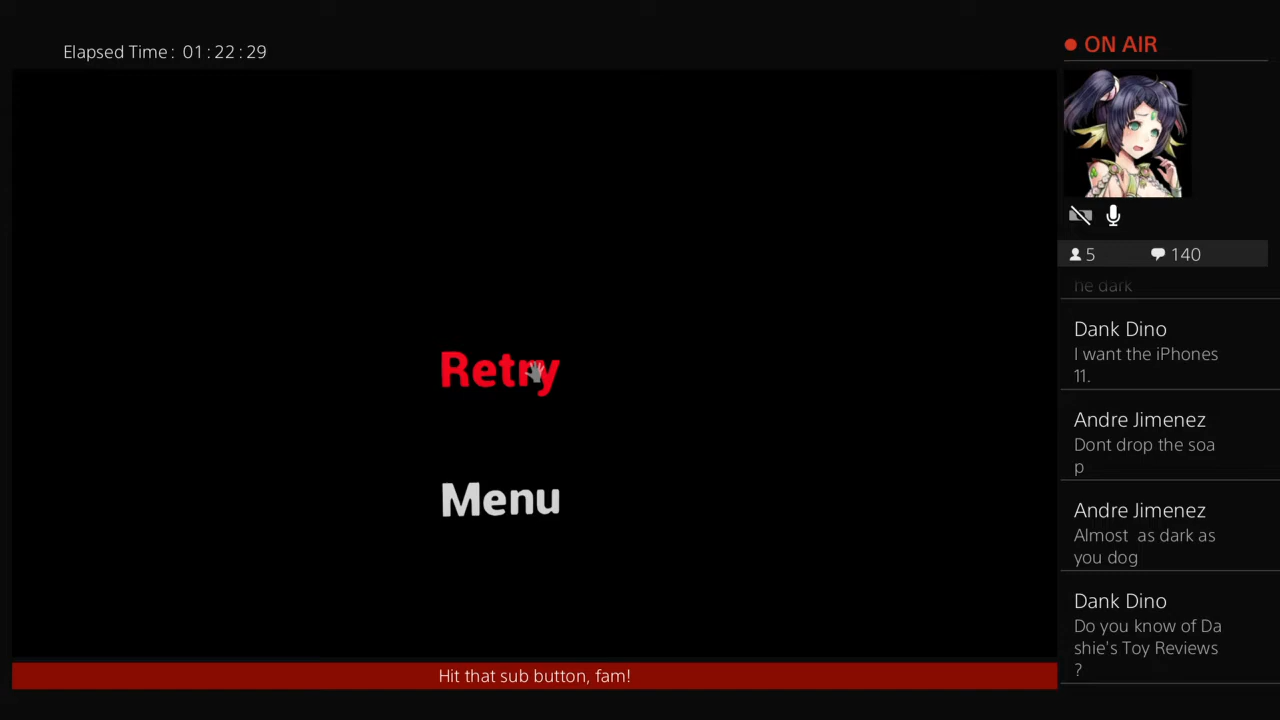 Elapsed Time: 01:22:29
ON AIR
5 140
he dark
Dank Dino
I want the iPhones
11.
Andre Jimenez
Dont drop the soa
p
Andre Jimenez
Almost as dark as
you dog
Dank Dino
Do you know of Da
shie's Toy Reviews
?
Retry
Menu
Hit that sub button, fam!